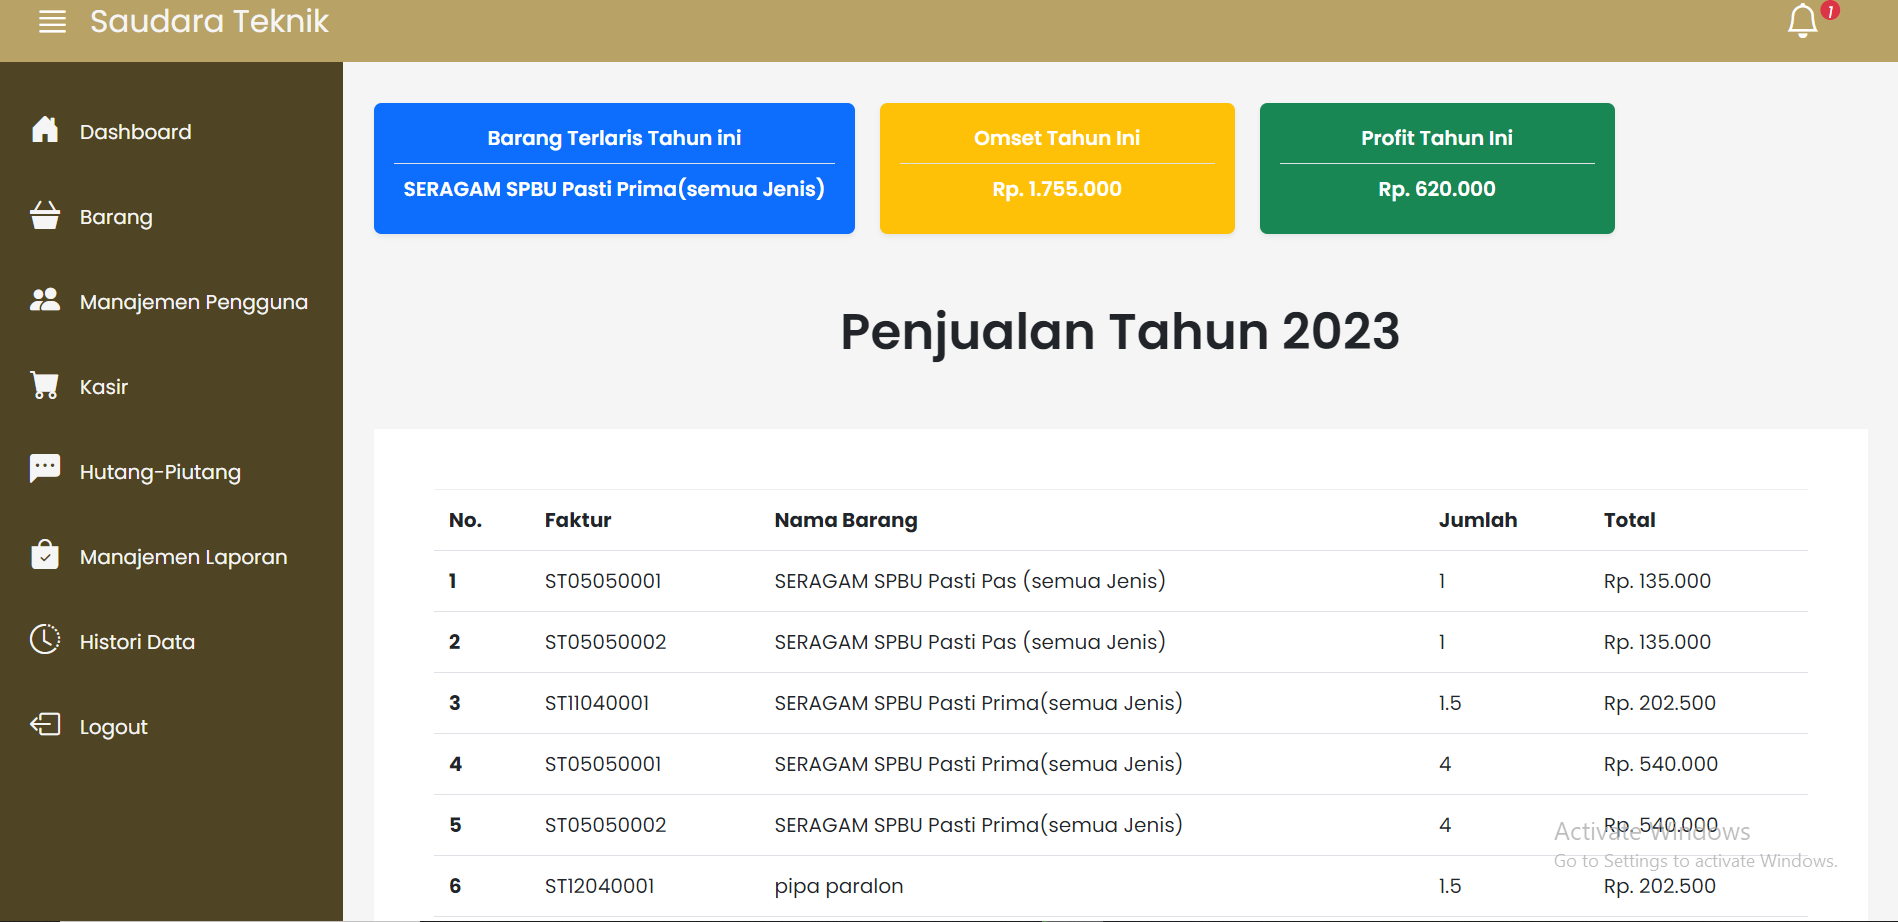 Saudara Teknik
1
Dashboard
Barang
Manajemen Pengguna
Kasir
Hutang-Piutang
Manajemen Laporan
Histori Data
Logout
Barang Terlaris Tahun ini
SERAGAM SPBU Pasti Prima(semua Jenis)
Omset Tahun Ini
Rp. 1.755.000
Profit Tahun Ini
Rp. 620.000
Penjualan Tahun 2023
No. Faktur Nama Barang Jumlah Total
1 ST05050001 SERAGAM SPBU Pasti Pas (semua Jenis) 1 Rp. 135.000
2 ST05050002 SERAGAM SPBU Pasti Pas (semua Jenis) 1 Rp. 135.000
3 ST11040001 SERAGAM SPBU Pasti Prima(semua Jenis) 1.5 Rp. 202.500
4 ST05050001 SERAGAM SPBU Pasti Prima(semua Jenis) 4 Rp. 540.000
5 ST05050002 SERAGAM SPBU Pasti Prima(semua Jenis) 4 Rp. 540.000
6 ST12040001 pipa paralon 1.5 Rp. 202.500
Activate Windows
Go to Settings to activate Windows.